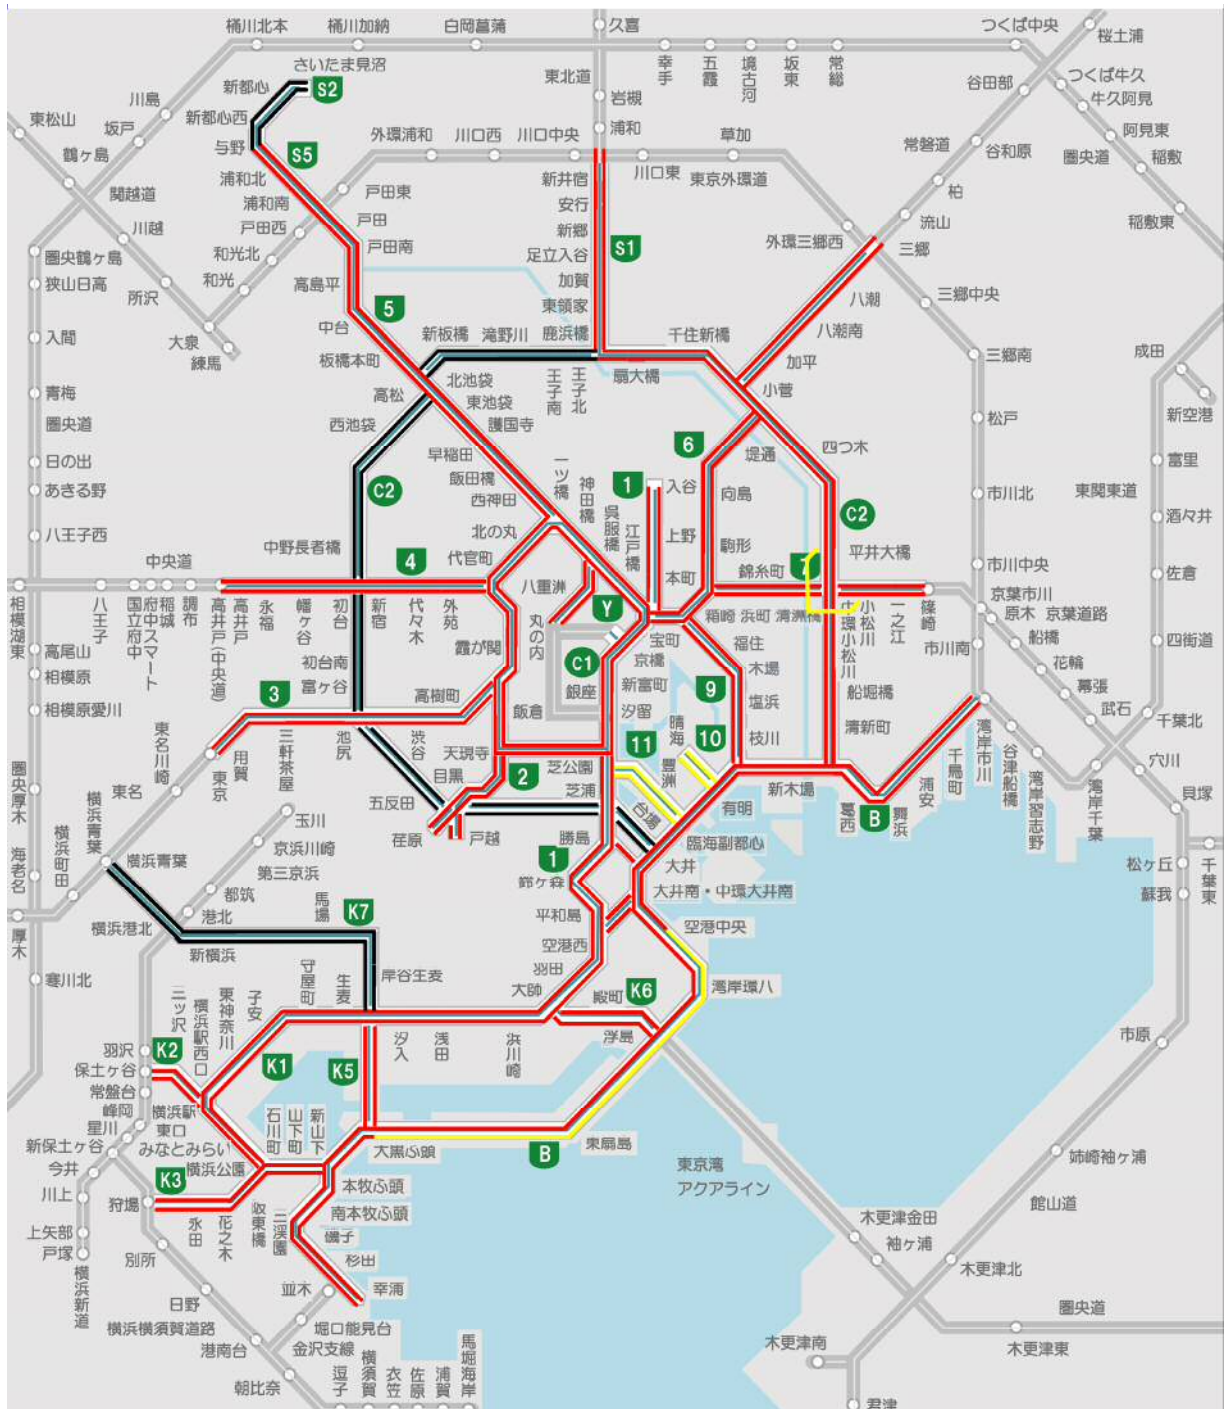 桶川北本
桶川加納
白岡菖蒲
久喜
つくば中央
桜土浦
幸手
五霞
境古河
坂東
常総
さいたま見沼
S2
新都心
新都心西
与野
東北道
岩槻
浦和
谷田部
つくば牛久
牛久阿見
阿見東
稲敷
稲敷東
圏央道
川島
坂戸
東松山
鶴ヶ島
関越道
川越
所沢
大泉
練馬
圏央鶴ヶ島
狭山日高
入間
青梅
圏央道
日の出
あきる野
八王子西
外環浦和
川口西
川口中央
川口東
草加
東京外環道
常磐道
谷和原
柏
流山
三郷
外環三郷西
三郷中央
三郷南
S5
浦和北
浦和南
戸田東
戸田
戸田西
戸田南
和光北
和光
高島平
5
中台
板橋本町
高松
新井宿
安行
新郷
足立入谷
加賀
東領家
鹿浜橋
S1
新板橋
滝野川
王子南
王子北
扇大橋
千住新橋
八潮
八潮南
加平
小菅
成田
新空港
松戸
市川北
市川中央
富里
酒々井
佐倉
四街道
東関東道
北池袋
東池袋
護国寺
西池袋
早稲田
飯田橋
西神田
一ツ橋
神田橋
呉服橋
江戸橋
C2
中野長者橋
北の丸
代官町
八重洲
丸の内
1
入谷
上野
本町
6
堤通
向島
駒形
四つ木
C2
平井大橋
7
錦糸町
小松川
中環小松川
一之江
篠崎
京葉市川
原木
京葉道路
船橋
花輪
幕張
武石
市川南
千葉北
穴川
貝塚
中央道
4
相模湖東
八王子
国立府中
府中スマート
稲城
調布
高井戸(中央道)
高井戸
永福
幡ヶ谷
初台
新宿
代々木
外苑
霞が関
高尾山
相模原
相模原愛川
圏央厚木
海老名
厚木
寒川北
初台南
富ヶ谷
高樹町
3
東名川崎
東京
用賀
三軒茶屋
池尻
渋谷
目黒
五反田
荏原
戸越
2
天現寺
飯倉
芝公園
芝浦
Y
C1
宝町
京橋
新富町
銀座
汐留
箱崎
浜町
清洲橋
福住
木場
塩浜
枝川
9
10
11
晴海
豊洲
台場
有明
臨海副都心
新木場
船堀橋
清新町
葛西
B
舞浜
浦安
千鳥町
湾岸市川
谷津船橋
湾岸習志野
湾岸千葉
松ヶ丘
蘇我
千葉東
東名
横浜青葉
横浜町田
横浜青葉
玉川
京浜川崎
第三京浜
都筑
港北
横浜港北
新横浜
馬場
K7
岸谷生麦
勝島
1
鈴ヶ森
平和島
空港西
羽田
大師
大井
大井南・中環大井南
空港中央
湾岸環八
K6
殿町
浮島
三ツ沢
横浜駅西口
東神奈川
子安
守屋町
生麦
汐入
浅田
浜川崎
K1
K5
K2
羽沢
保土ヶ谷
常盤台
峰岡
星川
新保土ヶ谷
今井
川上
上矢部
戸塚
横浜新道
横浜駅東口
みなとみらい
横浜公園
石川町
山下町
新山下
大黒ふ頭
本牧ふ頭
南本牧ふ頭
B
東扇島
K3
狩場
永田
花之木
阪東橋
三渓園
磯子
杉田
幸浦
並木
堀口能見台
金沢支線
別所
日野
横浜横須賀道路
港南台
朝比奈
逗子
横須賀
衣笠
佐原
浦賀
馬堀海岸
東京湾
アクアライン
木更津金田
袖ヶ浦
木更津北
市原
姉崎袖ヶ浦
館山道
圏央道
木更津東
木更津南
君津